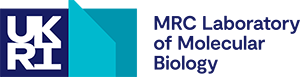 UK
RI
MRC Laboratory
of Molecular
Biology